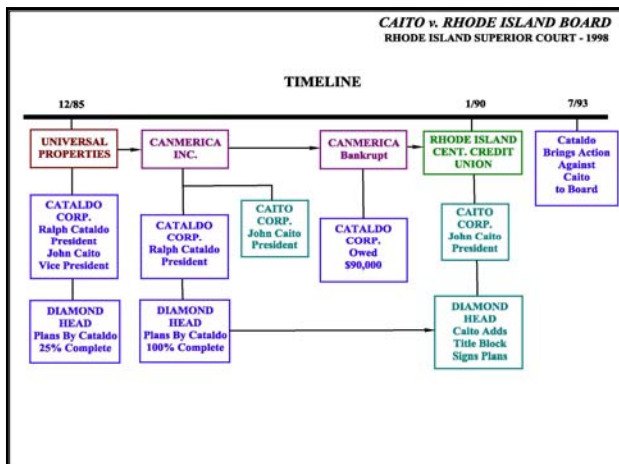 CAITO v. RHODE ISLAND BOARD
RHODE ISLAND SUPERIOR COURT - 1998
TIMELINE
12/85
1/90
7/93
UNIVERSAL
PROPERTIES
CANMERICA
INC.
CANMERICA
Bankrupt
RHODE ISLAND
CENT. CREDIT
UNION
Cataldo
Brings Action
Against
Caito
to Board
CATALDO
CORP.
Ralph Cataldo
President
John Caito
Vice President
CATALDO
CORP.
Ralph Cataldo
President
CAITO
CORP.
John Caito
President
CATALDO
CORP.
Owed
$90,000
CAITO
CORP.
John Caito
President
DIAMOND
HEAD
Plans By Cataldo
25% Complete
DIAMOND
HEAD
Plans By Cataldo
100% Complete
DIAMOND
HEAD
Caito Adds
Title Block
Signs Plans